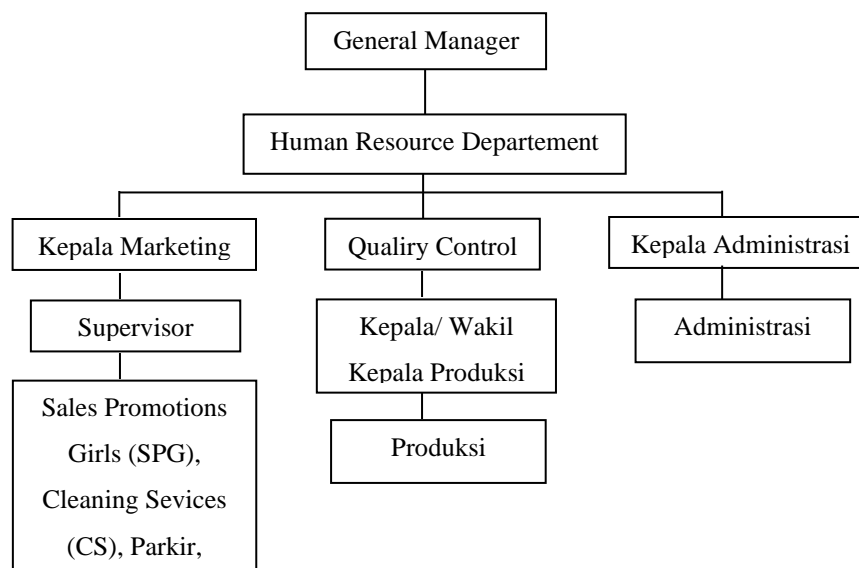 General Manager
Human Resource Departement
Kepala Marketing
Qualiry Control
Kepala Administrasi
Supervisor
Kepala/ Wakil
Kepala Produksi
Administrasi
Sales Promotions
Girls (SPG),
Cleaning Sevices
(CS), Parkir,
Produksi